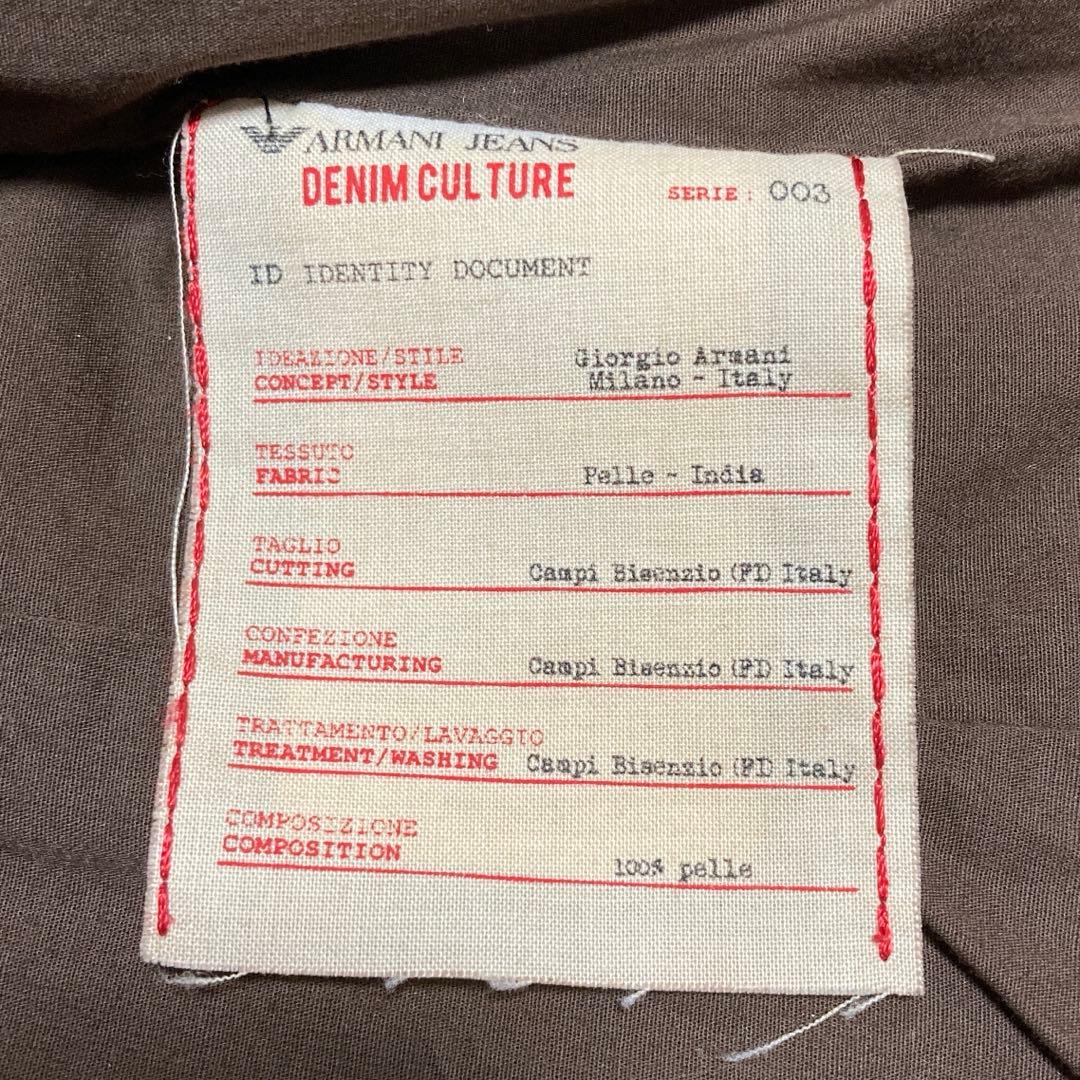 ARMANI JEANS
DENIM CULTURE
SERIE: 003
ID IDENTITY DOCUMENT
IDEAZIONE/STILE
CONCEPT/STYLE
Giorgio Armani
Milano - Italy
TESSUTO
FABRIC
Pelle - India
TAGLIO
CUTTING
Campi Bisenzio (FI) Italy
CONFEZIONE
MANUFACTURING
Campi Bisenzio (FI) Italy
TRATTAMENTO/LAVAGGIO
TREATMENT/WASHING
Campi Bisenzio (FI) Italy
COMPOSIZIONE
COMPOSITION
100% pelle